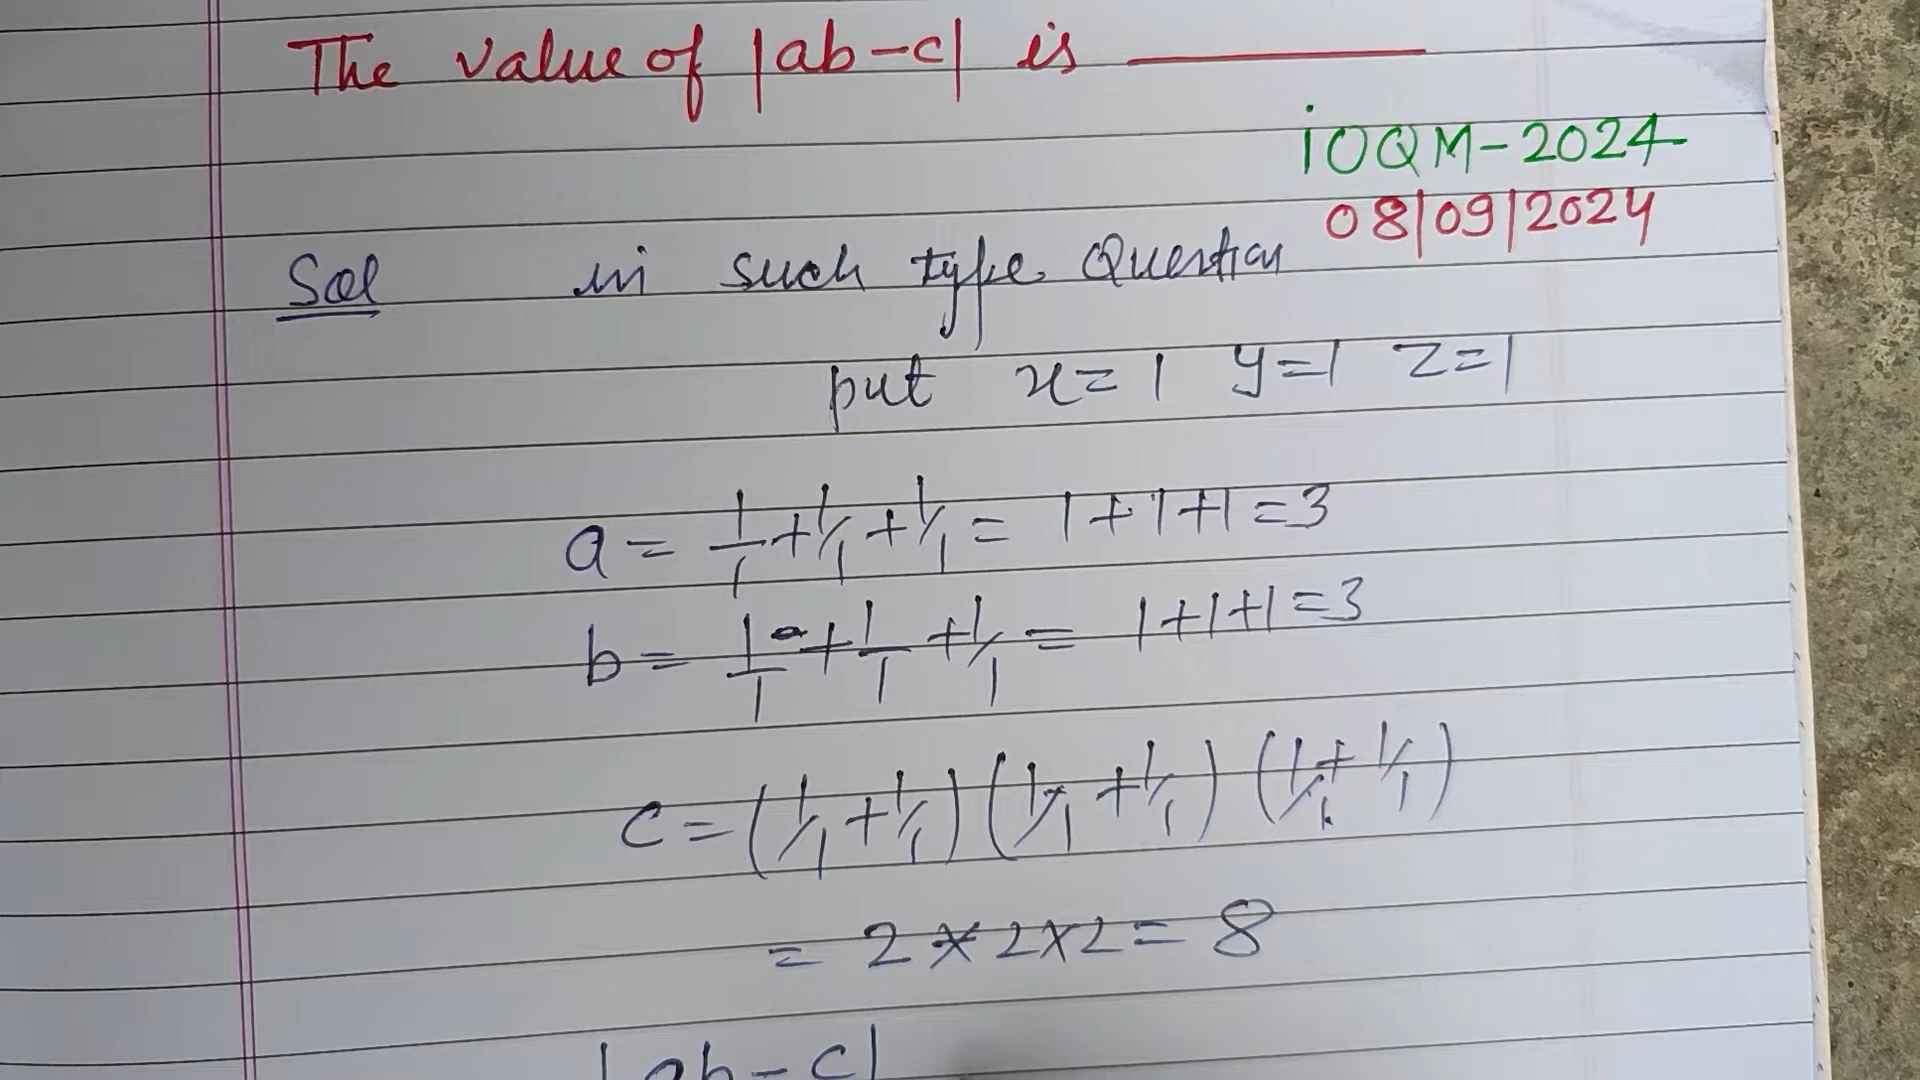 The value of |ab-c| is ________
iOQM-2024
08/09/2024
Sol in such type Question
put x=1 y=1 z=1
a = 1/1 + 1/1 + 1/1 = 1+1+1=3
b = 1/1 + 1/1 + 1/1 = 1+1+1=3
c = (1/1 + 1/1) (1/1 + 1/1) (1/1 + 1/1)
= 2 × 2 × 2 = 8
|ab-c|